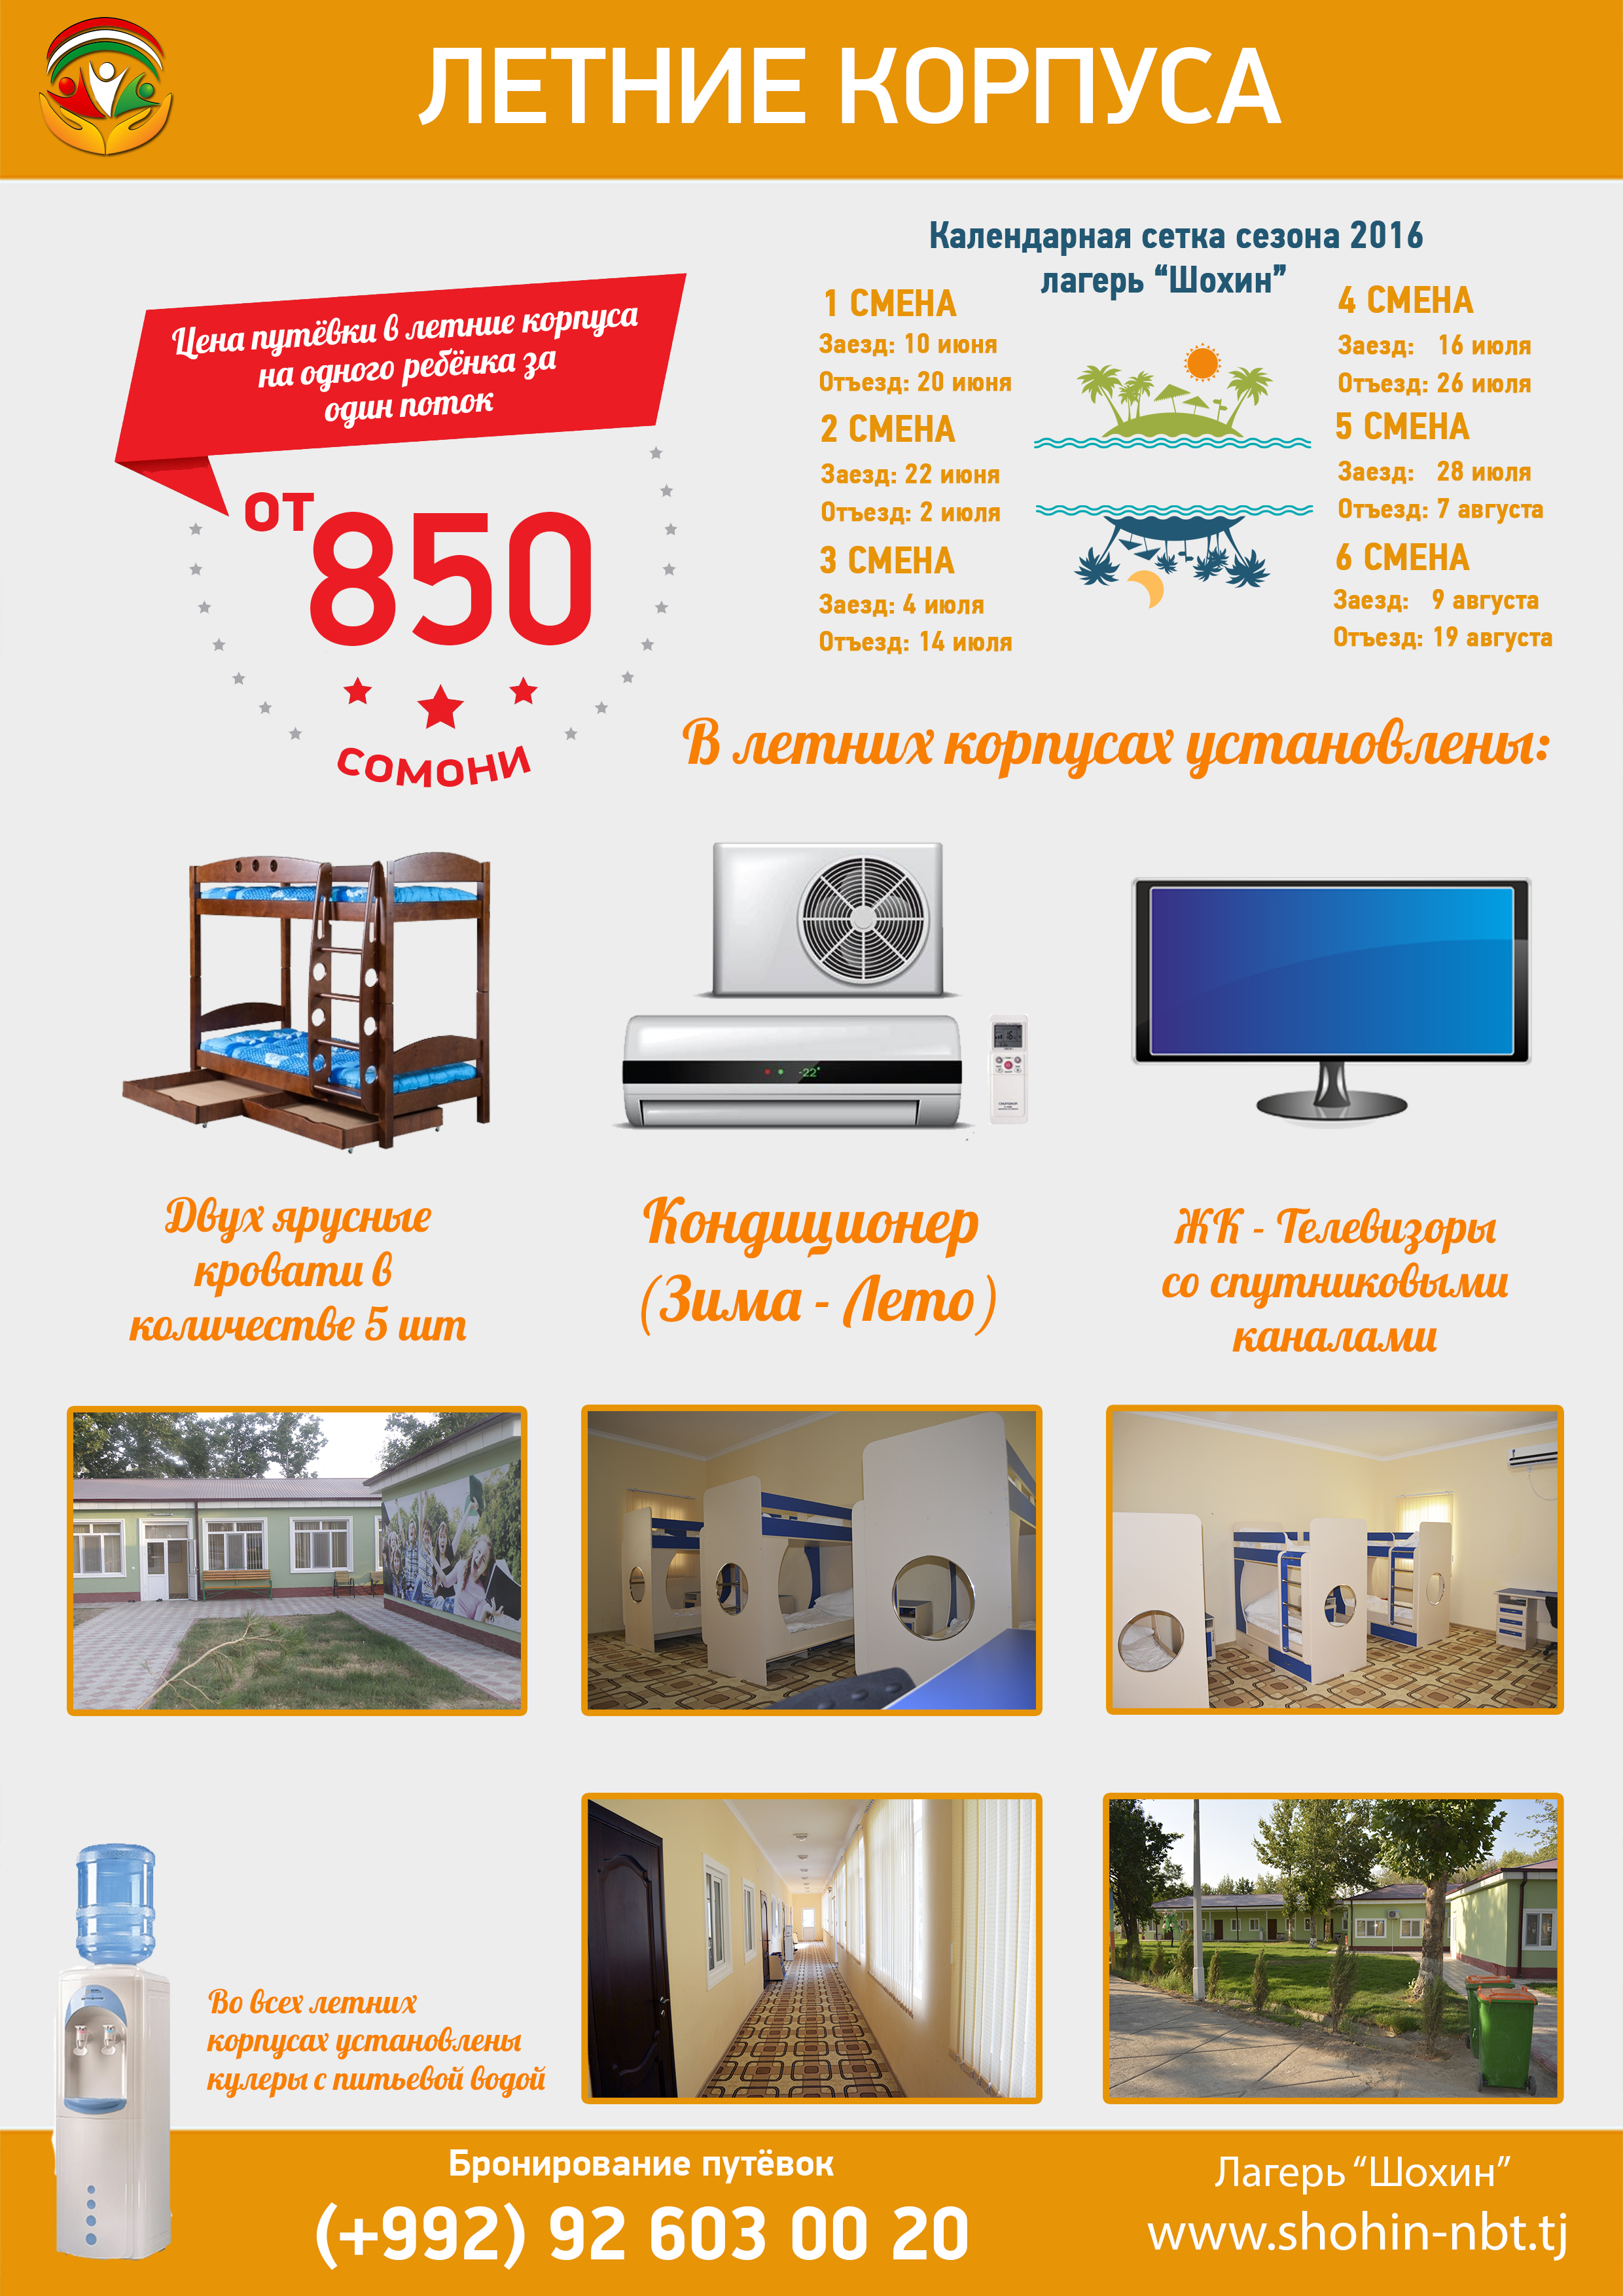 ЛЕТНИЕ КОРПУСА
Цена путёвки в летние корпуса
на одного ребёнка за
один поток
от 850
сомони
Календарная сетка сезона 2016
лагерь “Шохин”
1 СМЕНА
Заезд: 10 июня
Отъезд: 20 июня
2 СМЕНА
Заезд: 22 июня
Отъезд: 2 июля
3 СМЕНА
Заезд: 4 июля
Отъезд: 14 июля
4 СМЕНА
Заезд: 16 июля
Отъезд: 26 июля
5 СМЕНА
Заезд: 28 июля
Отъезд: 7 августа
6 СМЕНА
Заезд: 9 августа
Отъезд: 19 августа
В летних корпусах установлены:
-22°
Двух ярусные
кровати в
количестве 5 шт
Кондиционер
(Зима - Лето)
ЖК - Телевизоры
со спутниковыми
каналами
Во всех летних
корпусах установлены
кулеры с питьевой водой
Бронирование путёвок
(+992) 92 603 00 20
Лагерь “Шохин”
www.shohin-nbt.tj